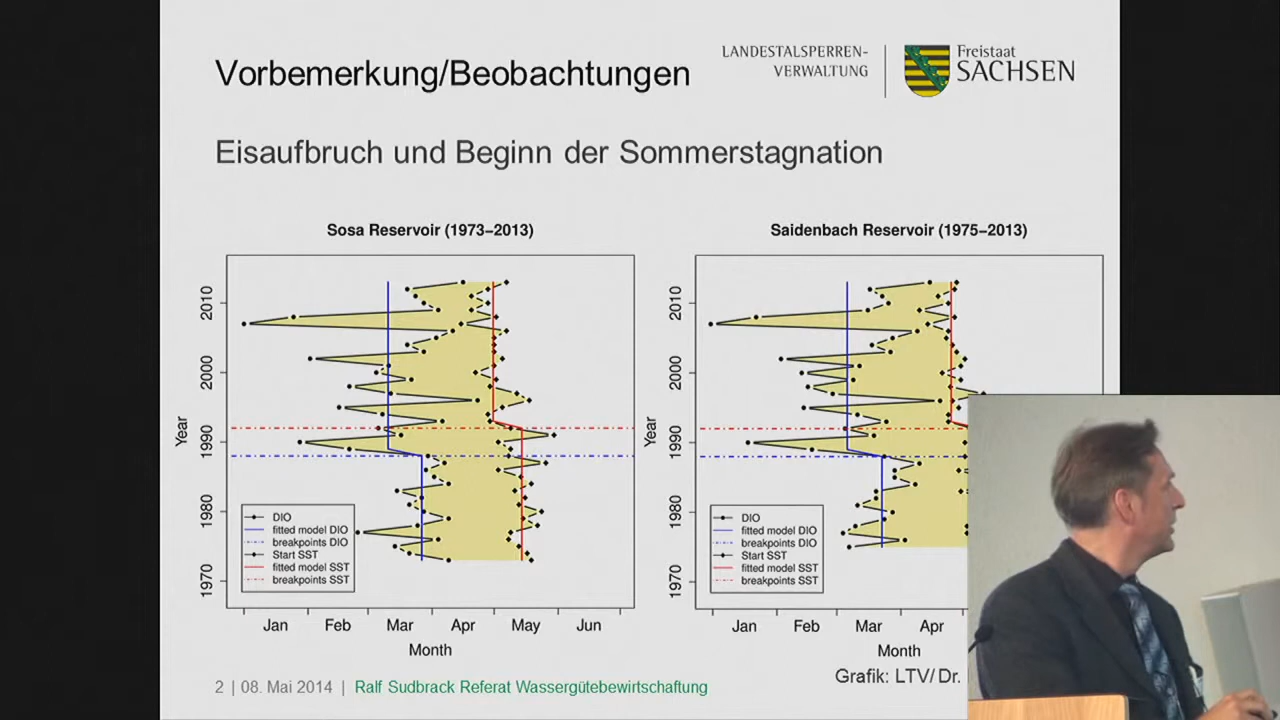 Vorbemerkung/Beobachtungen
LANDESTALSPERREN-
VERWALTUNG
Freistaat
SACHSEN
Eisaufbruch und Beginn der Sommerstagnation
Sosa Reservoir (1973–2013)
Year
2010
2000
1990
1980
1970
DIO
fitted model DIO
breakpoints DIO
Start SST
fitted model SST
breakpoints SST
Jan Feb Mar Apr May Jun
Month
Saidenbach Reservoir (1975–2013)
Year
2010
2000
1990
1980
1970
DIO
fitted model DIO
breakpoints DIO
Start SST
fitted model SST
breakpoints SST
Jan Feb Mar Apr
Month
Grafik: LTV/ Dr.
2 | 08. Mai 2014 | Ralf Sudbrack Referat Wassergütebewirtschaftung